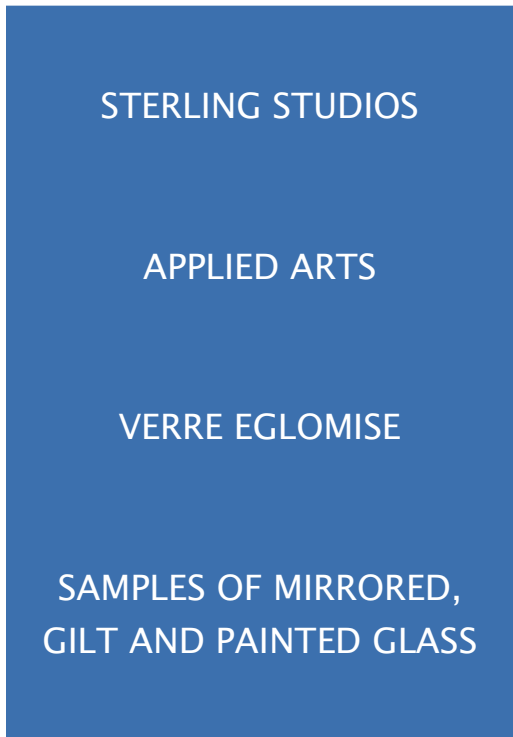 STERLING STUDIOS
APPLIED ARTS
VERRE EGLOMISE
SAMPLES OF MIRRORED,
GILT AND PAINTED GLASS